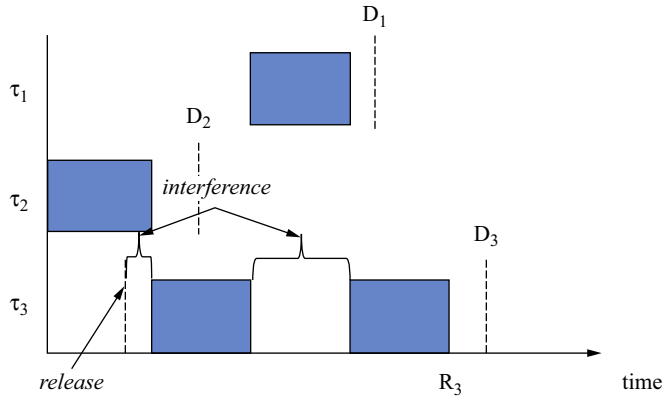 D₁
τ₁
D₂
τ₂
interference
D₃
τ₃
release
R₃
time